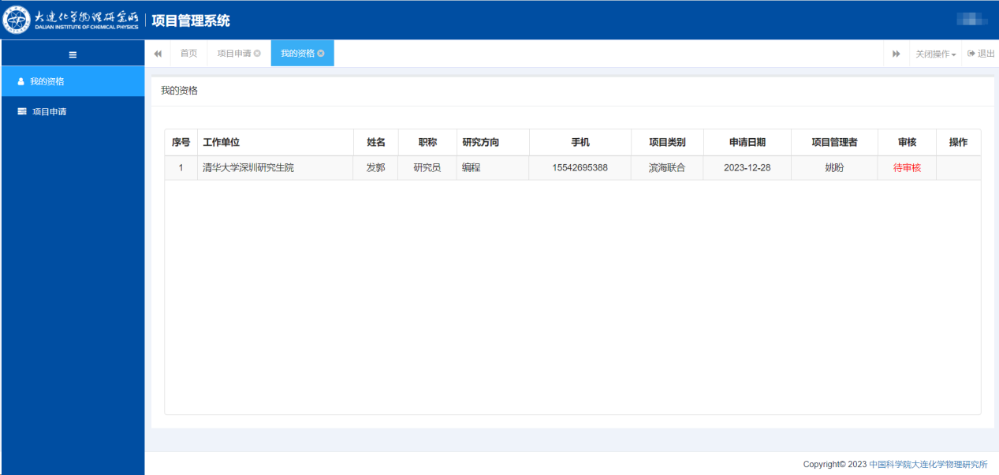 大连化学物理研究所 项目管理系统
DALIAN INSTITUTE OF CHEMICAL PHYSICS
首页 项目申请 我的资格 关闭操作 退出
我的资格
项目申请
我的资格
序号 工作单位 姓名 职称 研究方向 手机 项目类别 申请日期 项目管理者 审核 操作
1 清华大学深圳研究生院 发郭 研究员 编程 15542695388 滨海联合 2023-12-28 姚盼 待审核
Copyright© 2023 中国科学院大连化学物理研究所